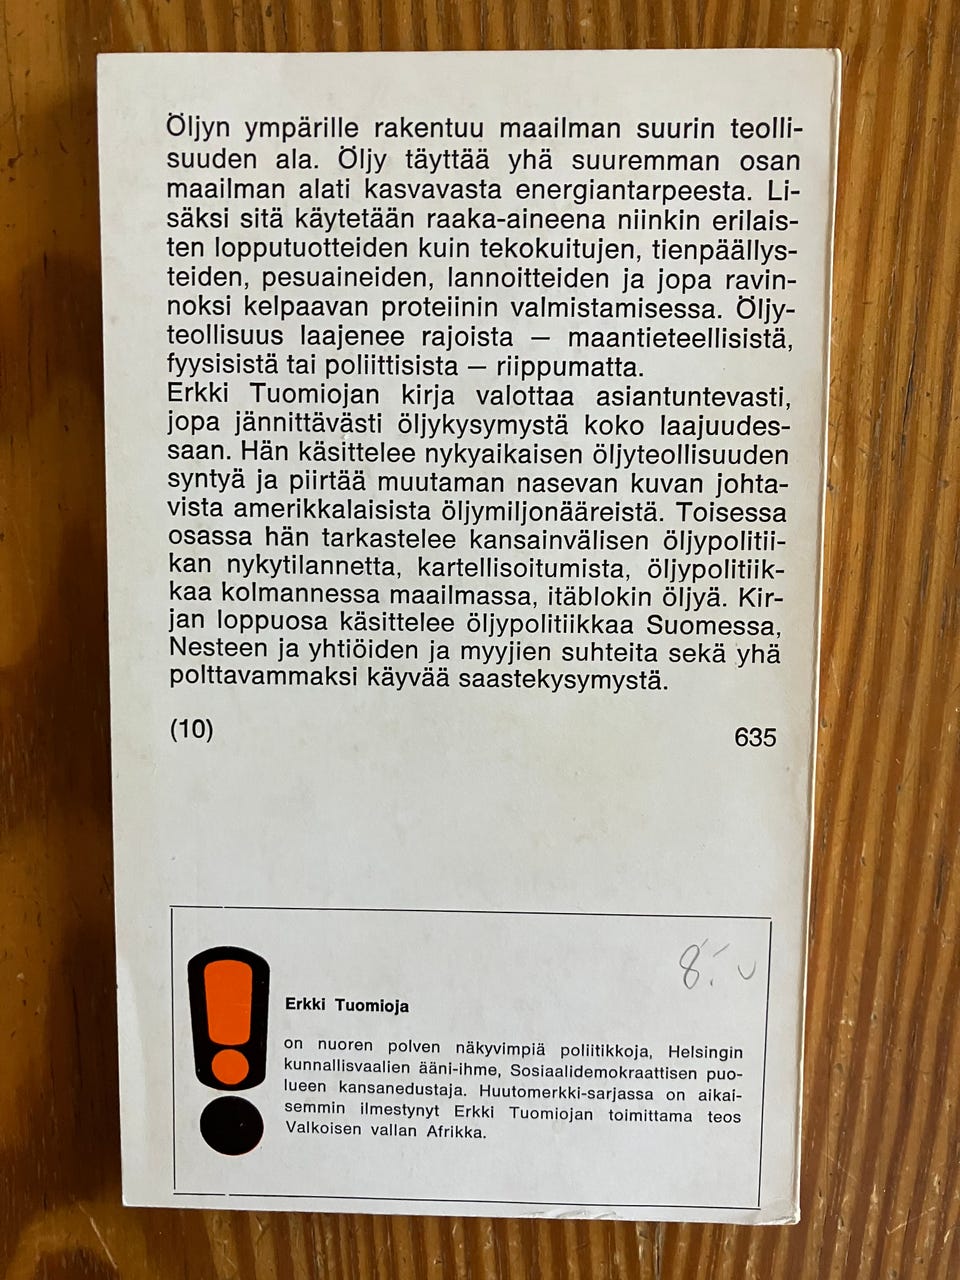 Öljyn ympärille rakentuu maailman suurin teolli-
suuden ala. Öljy täyttää yhä suuremman osan
maailman alati kasvavasta energiantarpeesta. Li-
säksi sitä käytetään raaka-aineena niinkin erilais-
ten lopputuotteiden kuin tekokuitujen, tienpäällys-
teiden, pesuaineiden, lannoitteiden ja jopa ravin-
noksi kelpaavan proteiinin valmistamisessa. Öljy-
teollisuus laajenee rajoista — maantieteellisistä,
fyysisistä tai poliittisista — riippumatta.
Erkki Tuomiojan kirja valottaa asiantuntevasti,
jopa jännittävästi öljykysymystä koko laajuudes-
saan. Hän käsittelee nykyaikaisen öljyteollisuuden
syntyä ja piirtää muutaman nasevan kuvan johta-
vista amerikkalaisista öljymiljonääreistä. Toisessa
osassa hän tarkastelee kansainvälisen öljypolitii-
kan nykytilannetta, kartellisoitumista, öljypolitiik-
kaa kolmannessa maailmassa, itäblokin öljyä. Kir-
jan loppuosa käsittelee öljypolitiikkaa Suomessa,
Nesteen ja yhtiöiden ja myyjien suhteita sekä yhä
polttavammaksi käyvää saastekysymystä.
(10) 635
8.-
Erkki Tuomioja
on nuoren polven näkyvimpiä poliitikkoja, Helsingin
kunnallisvaalien ääni-ihme, Sosiaalidemokraattisen puo-
lueen kansanedustaja. Huutomerkki-sarjassa on aikai-
semmin ilmestynyt Erkki Tuomiojan toimittama teos
Valkoisen vallan Afrikka.